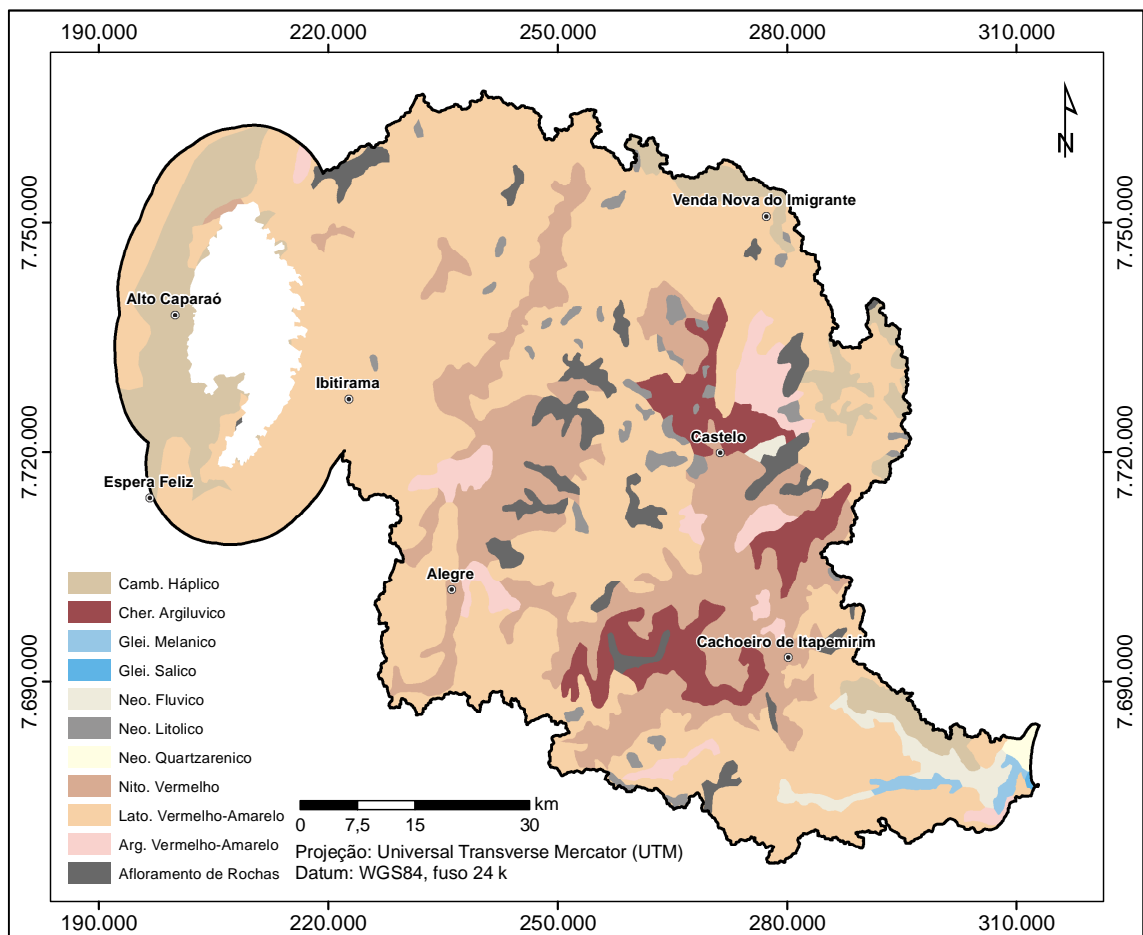 190.000 220.000 250.000 280.000 310.000
N
7.750.000 7.750.000
Venda Nova do Imigrante
Alto Caparaó
Ibitirama
7.720.000 7.720.000
Castelo
Espera Feliz
Alegre
Cachoeiro de Itapemirim
7.690.000 7.690.000
Camb. Háplico
Cher. Argiluvico
Glei. Melanico
Glei. Salico
Neo. Fluvico
Neo. Litolico
Neo. Quartzarenico
Nito. Vermelho
Lato. Vermelho-Amarelo
Arg. Vermelho-Amarelo
Afloramento de Rochas
km
0 7,5 15 30
Projeção: Universal Transverse Mercator (UTM)
Datum: WGS84, fuso 24 k
190.000 220.000 250.000 280.000 310.000